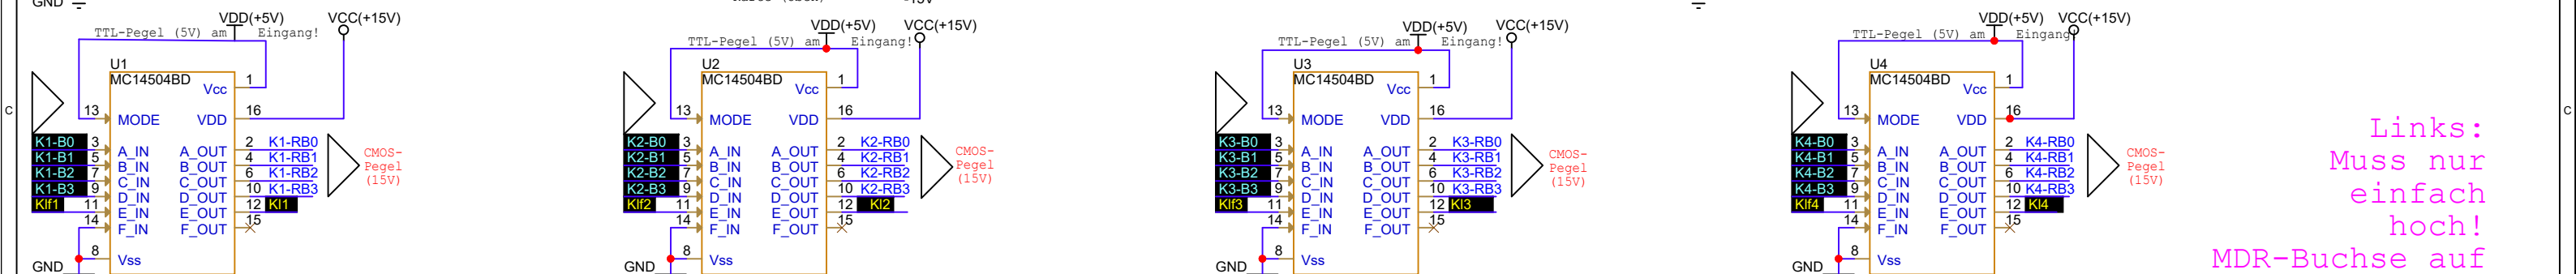 GND
VDD(+5V) VCC(+15V)
TTL-Pegel (5V) am Eingang!
U1
MC14504BD
1
Vcc
13 16
MODE VDD
K1-B0 3 A_IN A_OUT 2 K1-RB0
K1-B1 5 B_IN B_OUT 4 K1-RB1
K1-B2 7 C_IN C_OUT 6 K1-RB2
K1-B3 9 D_IN D_OUT 10 K1-RB3
Klf1 11 E_IN E_OUT 12 Kl1
14 F_IN F_OUT 15
8
GND Vss
CMOS-
Pegel
(15V)
VDD(+5V) VCC(+15V)
TTL-Pegel (5V) am Eingang!
U2
MC14504BD
1
Vcc
13 16
MODE VDD
K2-B0 3 A_IN A_OUT 2 K2-RB0
K2-B1 5 B_IN B_OUT 4 K2-RB1
K2-B2 7 C_IN C_OUT 6 K2-RB2
K2-B3 9 D_IN D_OUT 10 K2-RB3
Klf2 11 E_IN E_OUT 12 Kl2
14 F_IN F_OUT 15
8
GND Vss
CMOS-
Pegel
(15V)
VDD(+5V) VCC(+15V)
TTL-Pegel (5V) am Eingang!
U3
MC14504BD
1
Vcc
13 16
MODE VDD
K3-B0 3 A_IN A_OUT 2 K3-RB0
K3-B1 5 B_IN B_OUT 4 K3-RB1
K3-B2 7 C_IN C_OUT 6 K3-RB2
K3-B3 9 D_IN D_OUT 10 K3-RB3
Klf3 11 E_IN E_OUT 12 Kl3
14 F_IN F_OUT 15
8
GND Vss
CMOS-
Pegel
(15V)
VDD(+5V) VCC(+15V)
TTL-Pegel (5V) am Eingang!
U4
MC14504BD
1
Vcc
13 16
MODE VDD
K4-B0 3 A_IN A_OUT 2 K4-RB0
K4-B1 5 B_IN B_OUT 4 K4-RB1
K4-B2 7 C_IN C_OUT 6 K4-RB2
K4-B3 9 D_IN D_OUT 10 K4-RB3
Klf4 11 E_IN E_OUT 12 Kl4
14 F_IN F_OUT 15
8
GND Vss
CMOS-
Pegel
(15V)
Links:
Muss nur
einfach
hoch!
MDR-Buchse auf
C
C